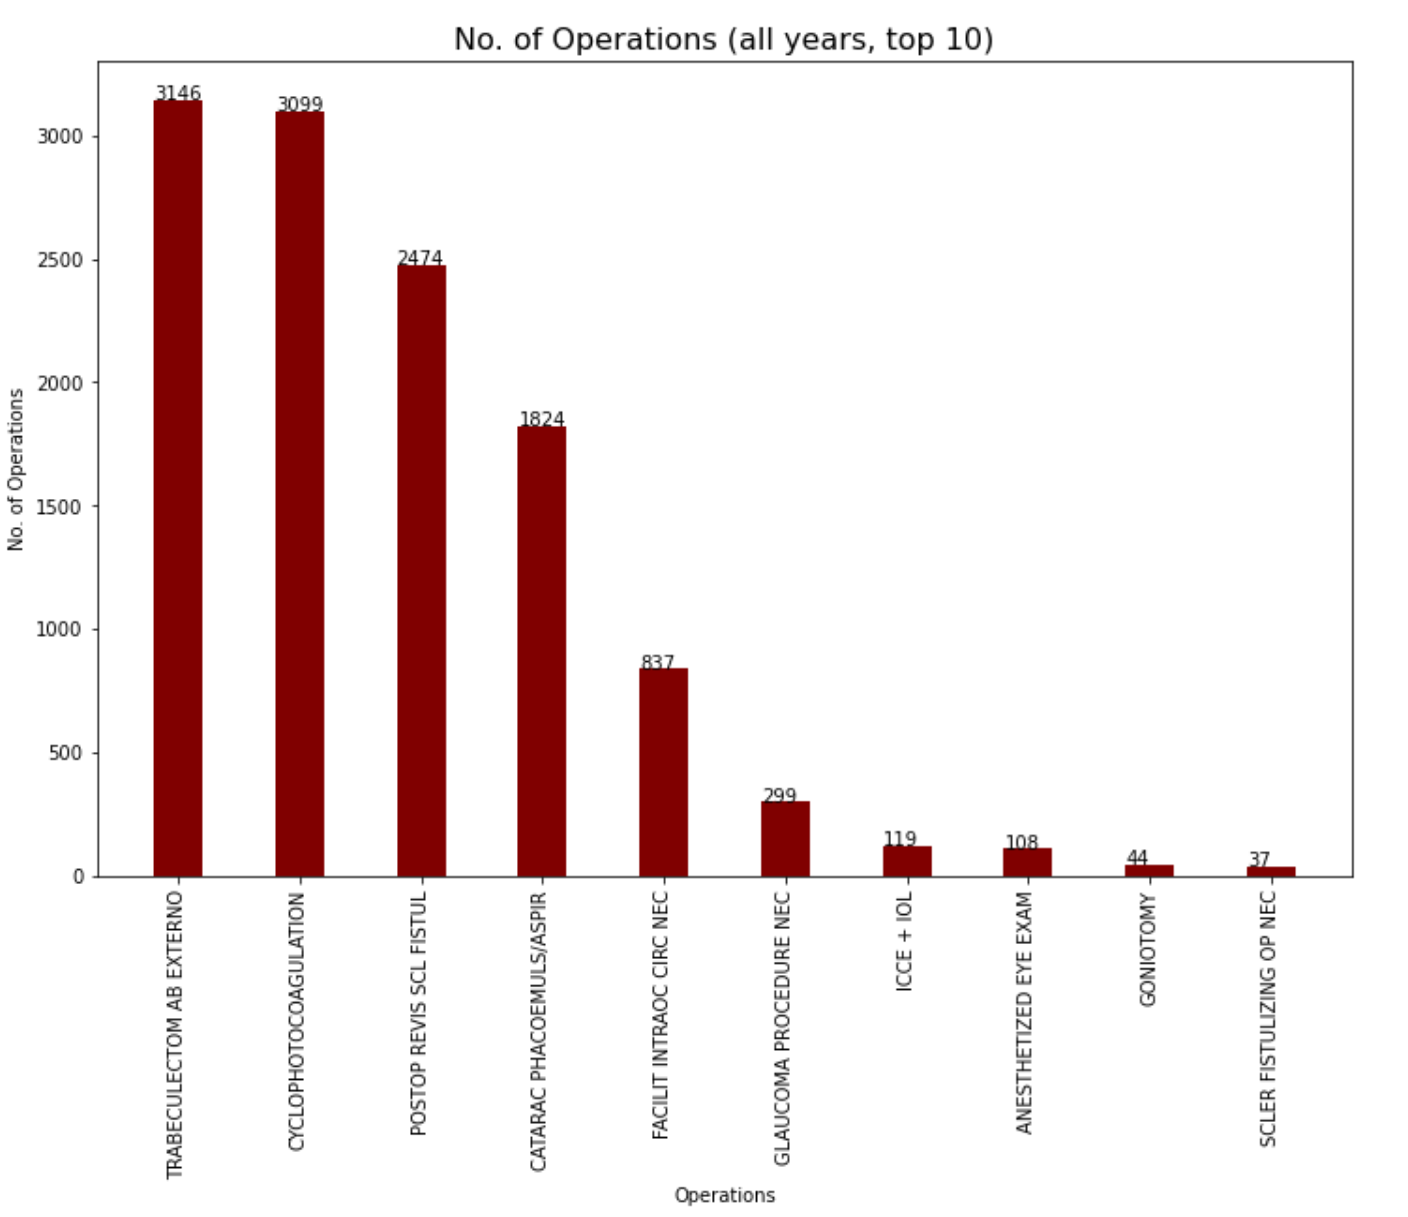 No. of Operations (all years, top 10)
No. of Operations
3000
2500
2000
1500
1000
500
0
3146
3099
2474
1824
837
299
119
108
44
37
TRABECULECTOM AB EXTERNO
CYCLOPHOTOCOAGULATION
POSTOP REVIS SCL FISTUL
CATARAC PHACOEMULS/ASPIR
FACILIT INTRAOC CIRC NEC
GLAUCOMA PROCEDURE NEC
ICCE + IOL
ANESTHETIZED EYE EXAM
GONIOTOMY
SCLER FISTULIZING OP NEC
Operations